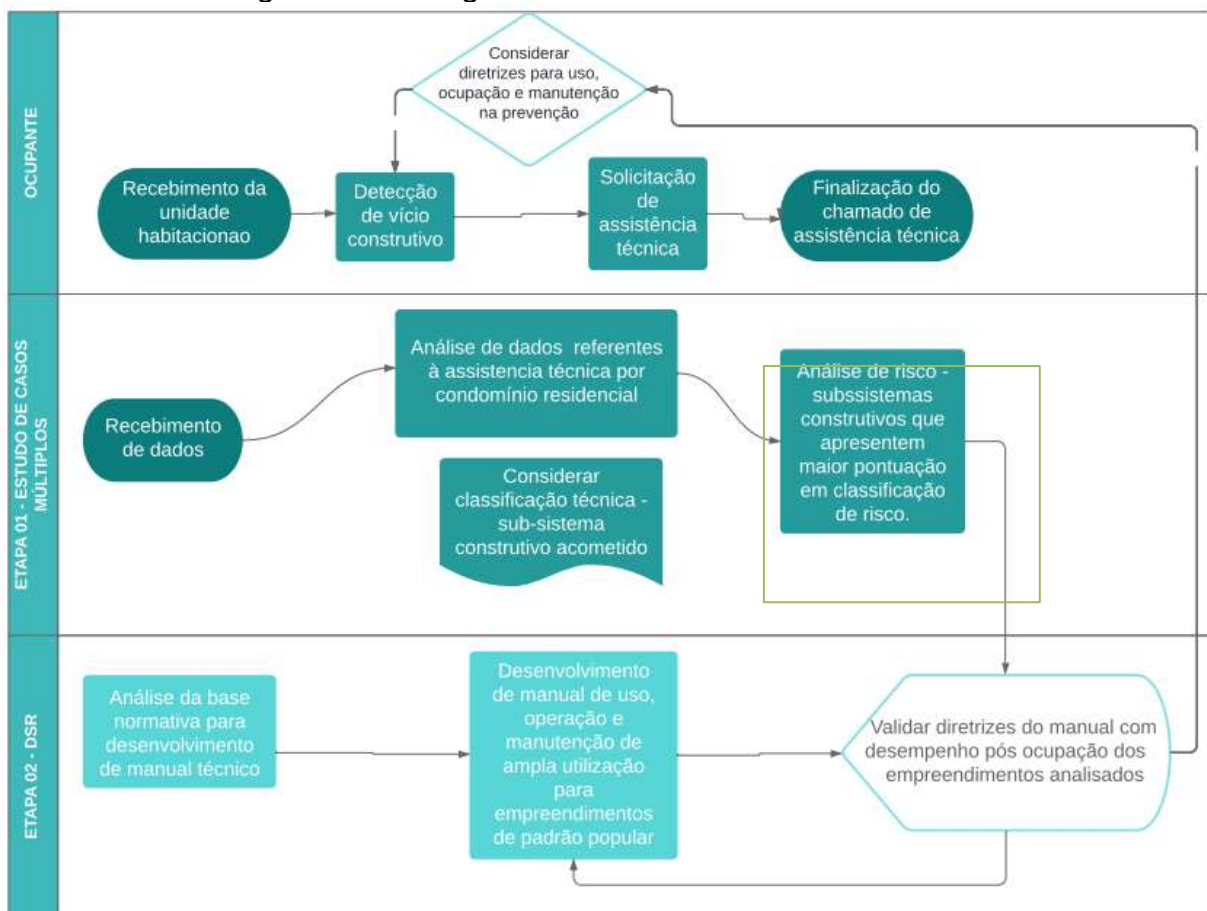 Considerar
diretrizes para uso,
ocupação e manutenção
na prevenção
OCUPANTE
Recebimento da
unidade
habitacionao
Detecção
de vício
construtivo
Solicitação
de
assistência
técnica
Finalização do
chamado de
assistência técnica
ETAPA 01 - ESTUDO DE CASOS
MÚLTIPLOS
Recebimento
de dados
Análise de dados referentes
à assistencia técnica por
condomínio residencial
Considerar
classificação técnica -
sub-sistema
construtivo acometido
Análise de risco -
subssistemas
construtivos que
apresentem
maior pontuação
em classificação
de risco.
ETAPA 02 - DSR
Análise da base
normativa para
desenvolvimento
de manual técnico
Desenvolvimento
de manual de uso,
operação e
manutenção de
ampla utilização
para
empreendimentos
de padrão popular
Validar diretrizes do manual com
desempenho pós ocupação dos
empreendimentos analisados